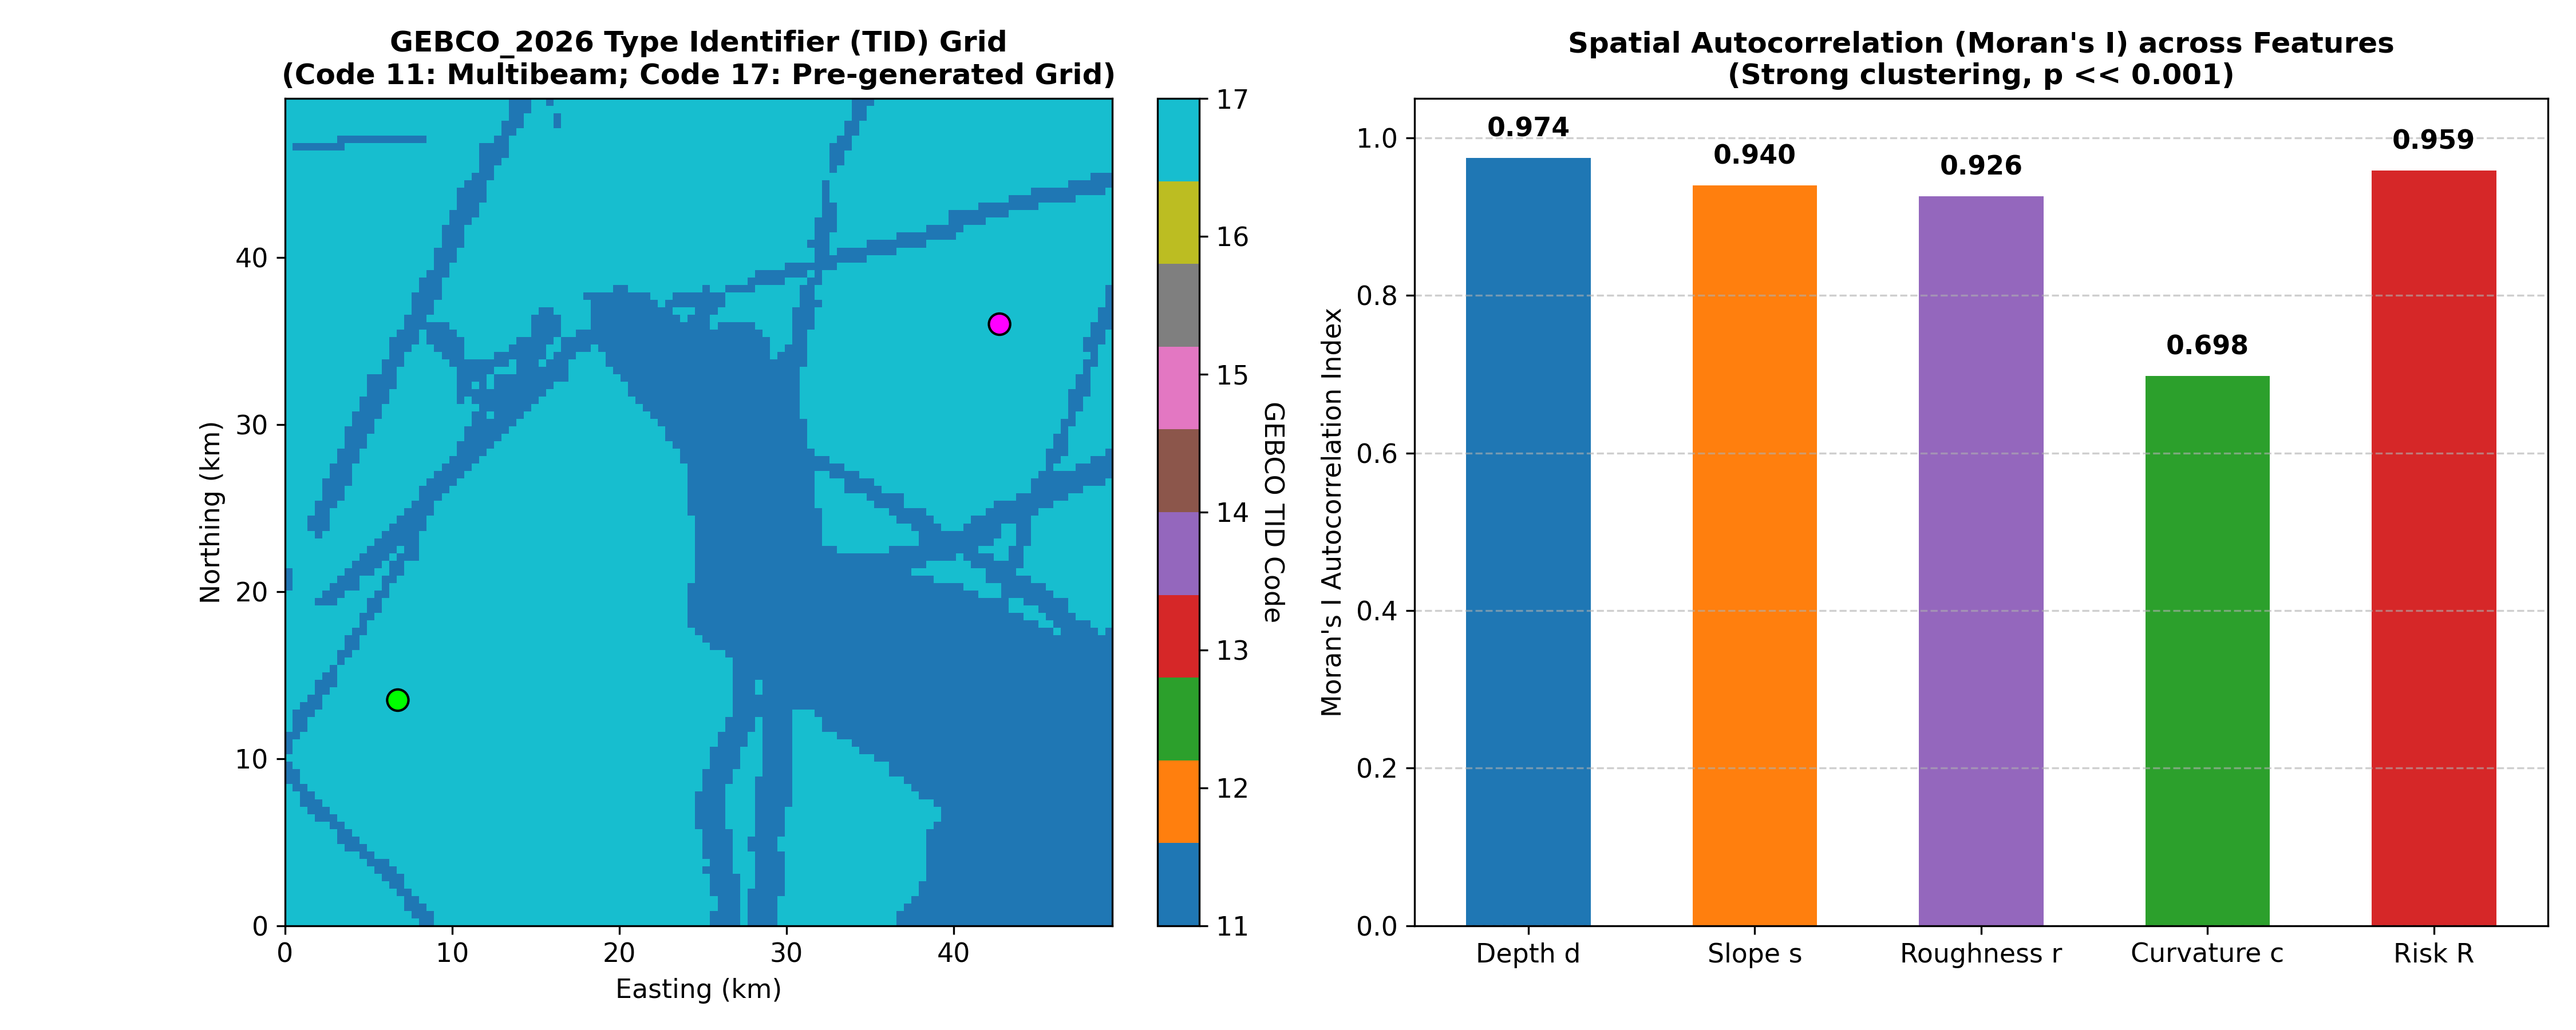 GEBCO_2026 Type Identifier (TID) Grid
(Code 11: Multibeam; Code 17: Pre-generated Grid)
40
30
20
10
0
Northing (km)
0 10 20 30 40
Easting (km)
17
16
15
14
13
12
11
GEBCO TID Code
Spatial Autocorrelation (Moran's I) across Features
(Strong clustering, p << 0.001)
1.0
0.8
0.6
0.4
0.2
0.0
Moran's I Autocorrelation Index
0.974
0.940
0.926
0.698
0.959
Depth d Slope s Roughness r Curvature c Risk R